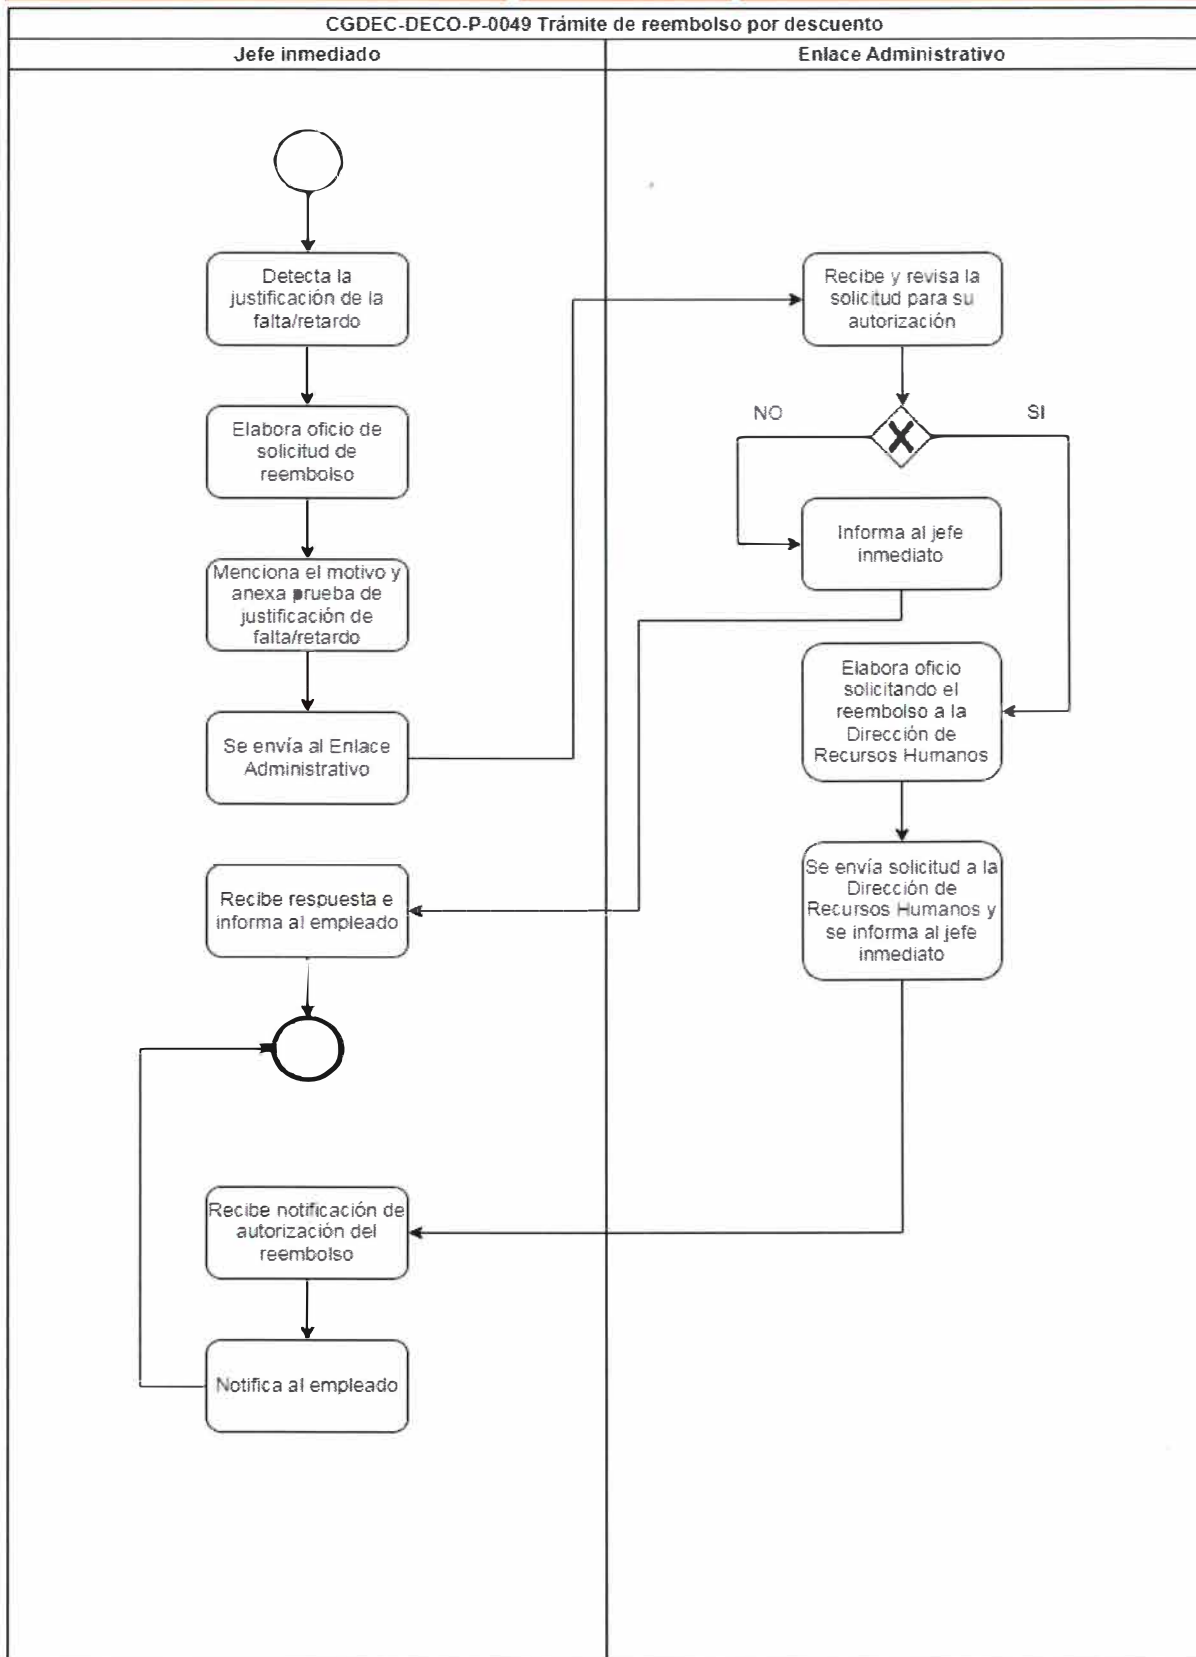 CGDEC-DECO-P-0049 Trámite de reembolso por descuento
Jefe inmediado
Enlace Administrativo
Detecta la
justificación de la
falta/retardo
Elabora oficio de
solicitud de
reembolso
Menciona el motivo y
anexa prueba de
justificación de
falta/retardo
Se envía al Enlace
Administrativo
Recibe y revisa la
solicitud para su
autorización
NO
SI
Informa al jefe
inmediato
Elabora oficio
solicitando el
reembolso a la
Dirección de
Recursos Humanos
Se envía solicitud a la
Dirección de
Recursos Humanos y
se informa al jefe
inmediato
Recibe respuesta e
informa al empleado
Recibe notificación de
autorización del
reembolso
Notifica al empleado